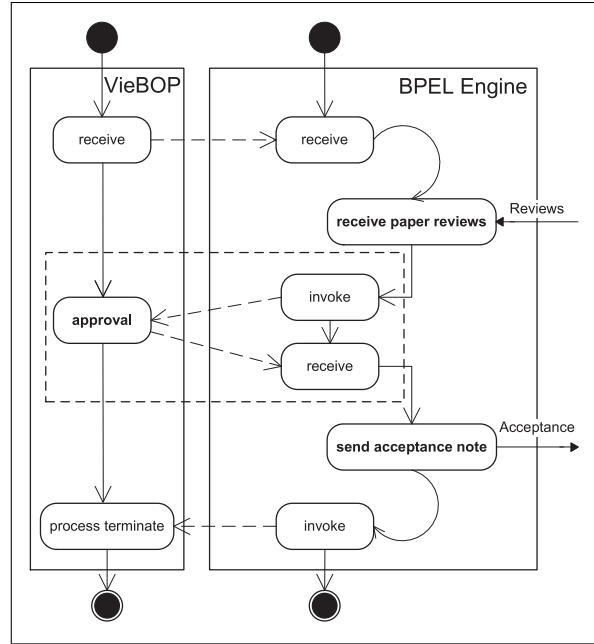 VieBOP
BPEL Engine
receive
receive
receive paper reviews
Reviews
invoke
approval
receive
Acceptance
send acceptance note
process terminate
invoke